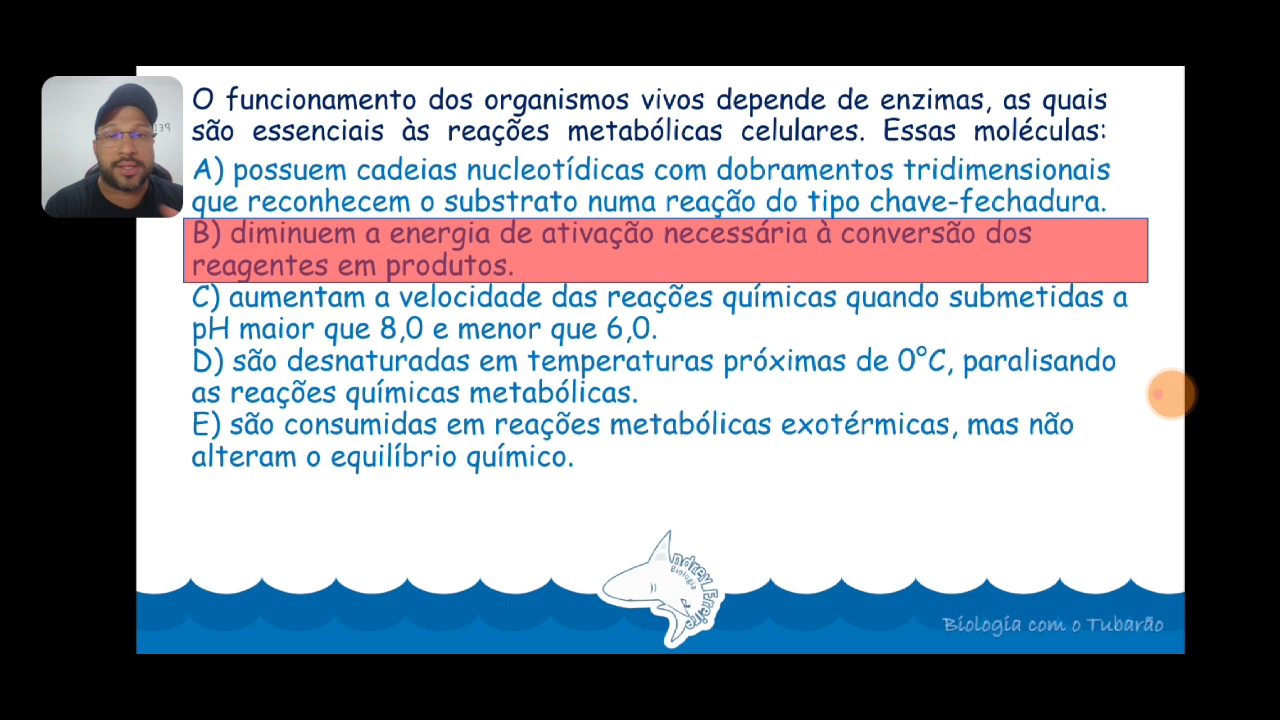 O funcionamento dos organismos vivos depende de enzimas, as quais
são essenciais às reações metabólicas celulares. Essas moléculas:
A) possuem cadeias nucleotídicas com dobramentos tridimensionais
que reconhecem o substrato numa reação do tipo chave-fechadura.
B) diminuem a energia de ativação necessária à conversão dos
reagentes em produtos.
C) aumentam a velocidade das reações químicas quando submetidas a
pH maior que 8,0 e menor que 6,0.
D) são desnaturadas em temperaturas próximas de 0°C, paralisando
as reações químicas metabólicas.
E) são consumidas em reações metabólicas exotérmicas, mas não
alteram o equilíbrio químico.
Biologia
Biologia com o Tubarão